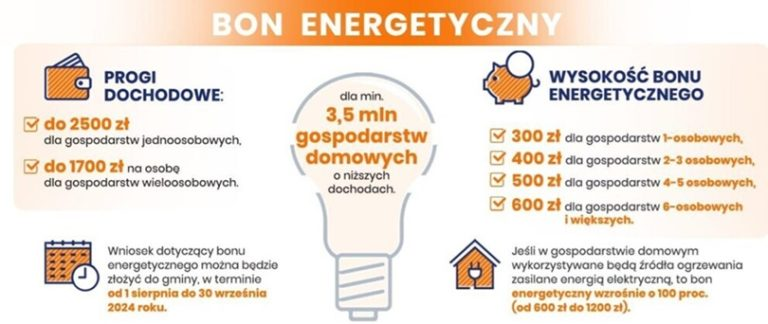 BON ENERGETYCZNY
PROGI
DOCHODOWE:
do 2500 zł
dla gospodarstw jednoosobowych,
do 1700 zł na osobę
dla gospodarstw wieloosobowych.
dla min.
3,5 mln
gospodarstw
domowych
o niższych
dochodach.
WYSOKOŚĆ BONU
ENERGETYCZNEGO
300 zł dla gospodarstw 1-osobowych,
400 zł dla gospodarstw 2-3 osobowych,
500 zł dla gospodarstw 4-5 osobowych,
600 zł dla gospodarstw 6-osobowych
i większych.
Wniosek dotyczący bonu
energetycznego można będzie
złożyć do gminy, w terminie
od 1 sierpnia do 30 września
2024 roku.
Jeśli w gospodarstwie domowym
wykorzystywane będą źródła ogrzewania
zasilane energią elektryczną, to bon
energetyczny wzrośnie o 100 proc.
(od 600 zł do 1200 zł).